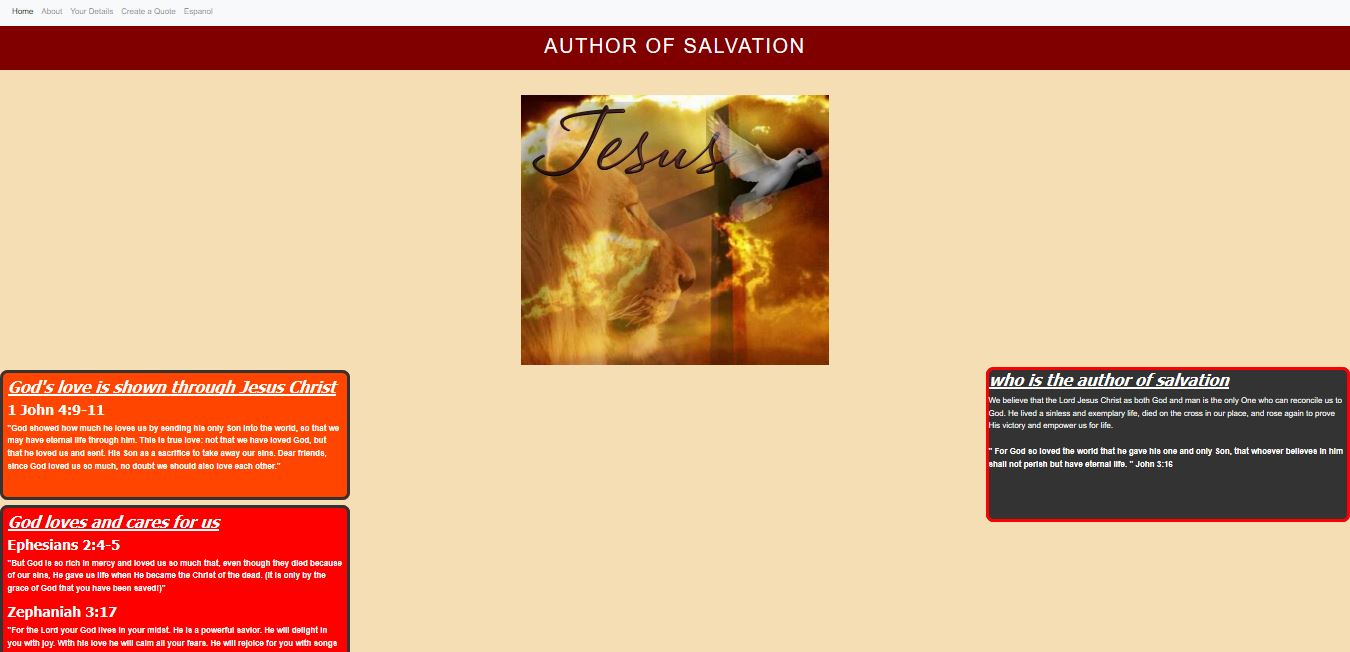 Home About Your Details Create a Quote Espanol
AUTHOR OF SALVATION
Jesus
God's love is shown through Jesus Christ
1 John 4:9-11
"God showed how much he loves us by sending his only Son into the world, so that we
may have eternal life through him. This is true love: not that we have loved God, but
that he loved us and sent. His Son as a sacrifice to take away our sins. Dear friends,
since God loved us so much, no doubt we should also love each other."
God loves and cares for us
Ephesians 2:4-5
"But God is so rich in mercy and loved us so much that, even though they died because
of our sins, He gave us life when He became the Christ of the dead. (It is only by the
grace of God that you have been saved!)"
Zephaniah 3:17
"For the Lord your God lives in your midst. He is a powerful savior. He will delight in
you with joy. With his love he will calm all your fears. He will rejoice for you with songs
who is the author of salvation
We believe that the Lord Jesus Christ as both God and man is the only One who can reconcile us to
God. He lived a sinless and exemplary life, died on the cross in our place, and rose again to prove
His victory and empower us for life.
" For God so loved the world that he gave his one and only Son, that whoever believes in him
shall not perish but have eternal life. " John 3:16